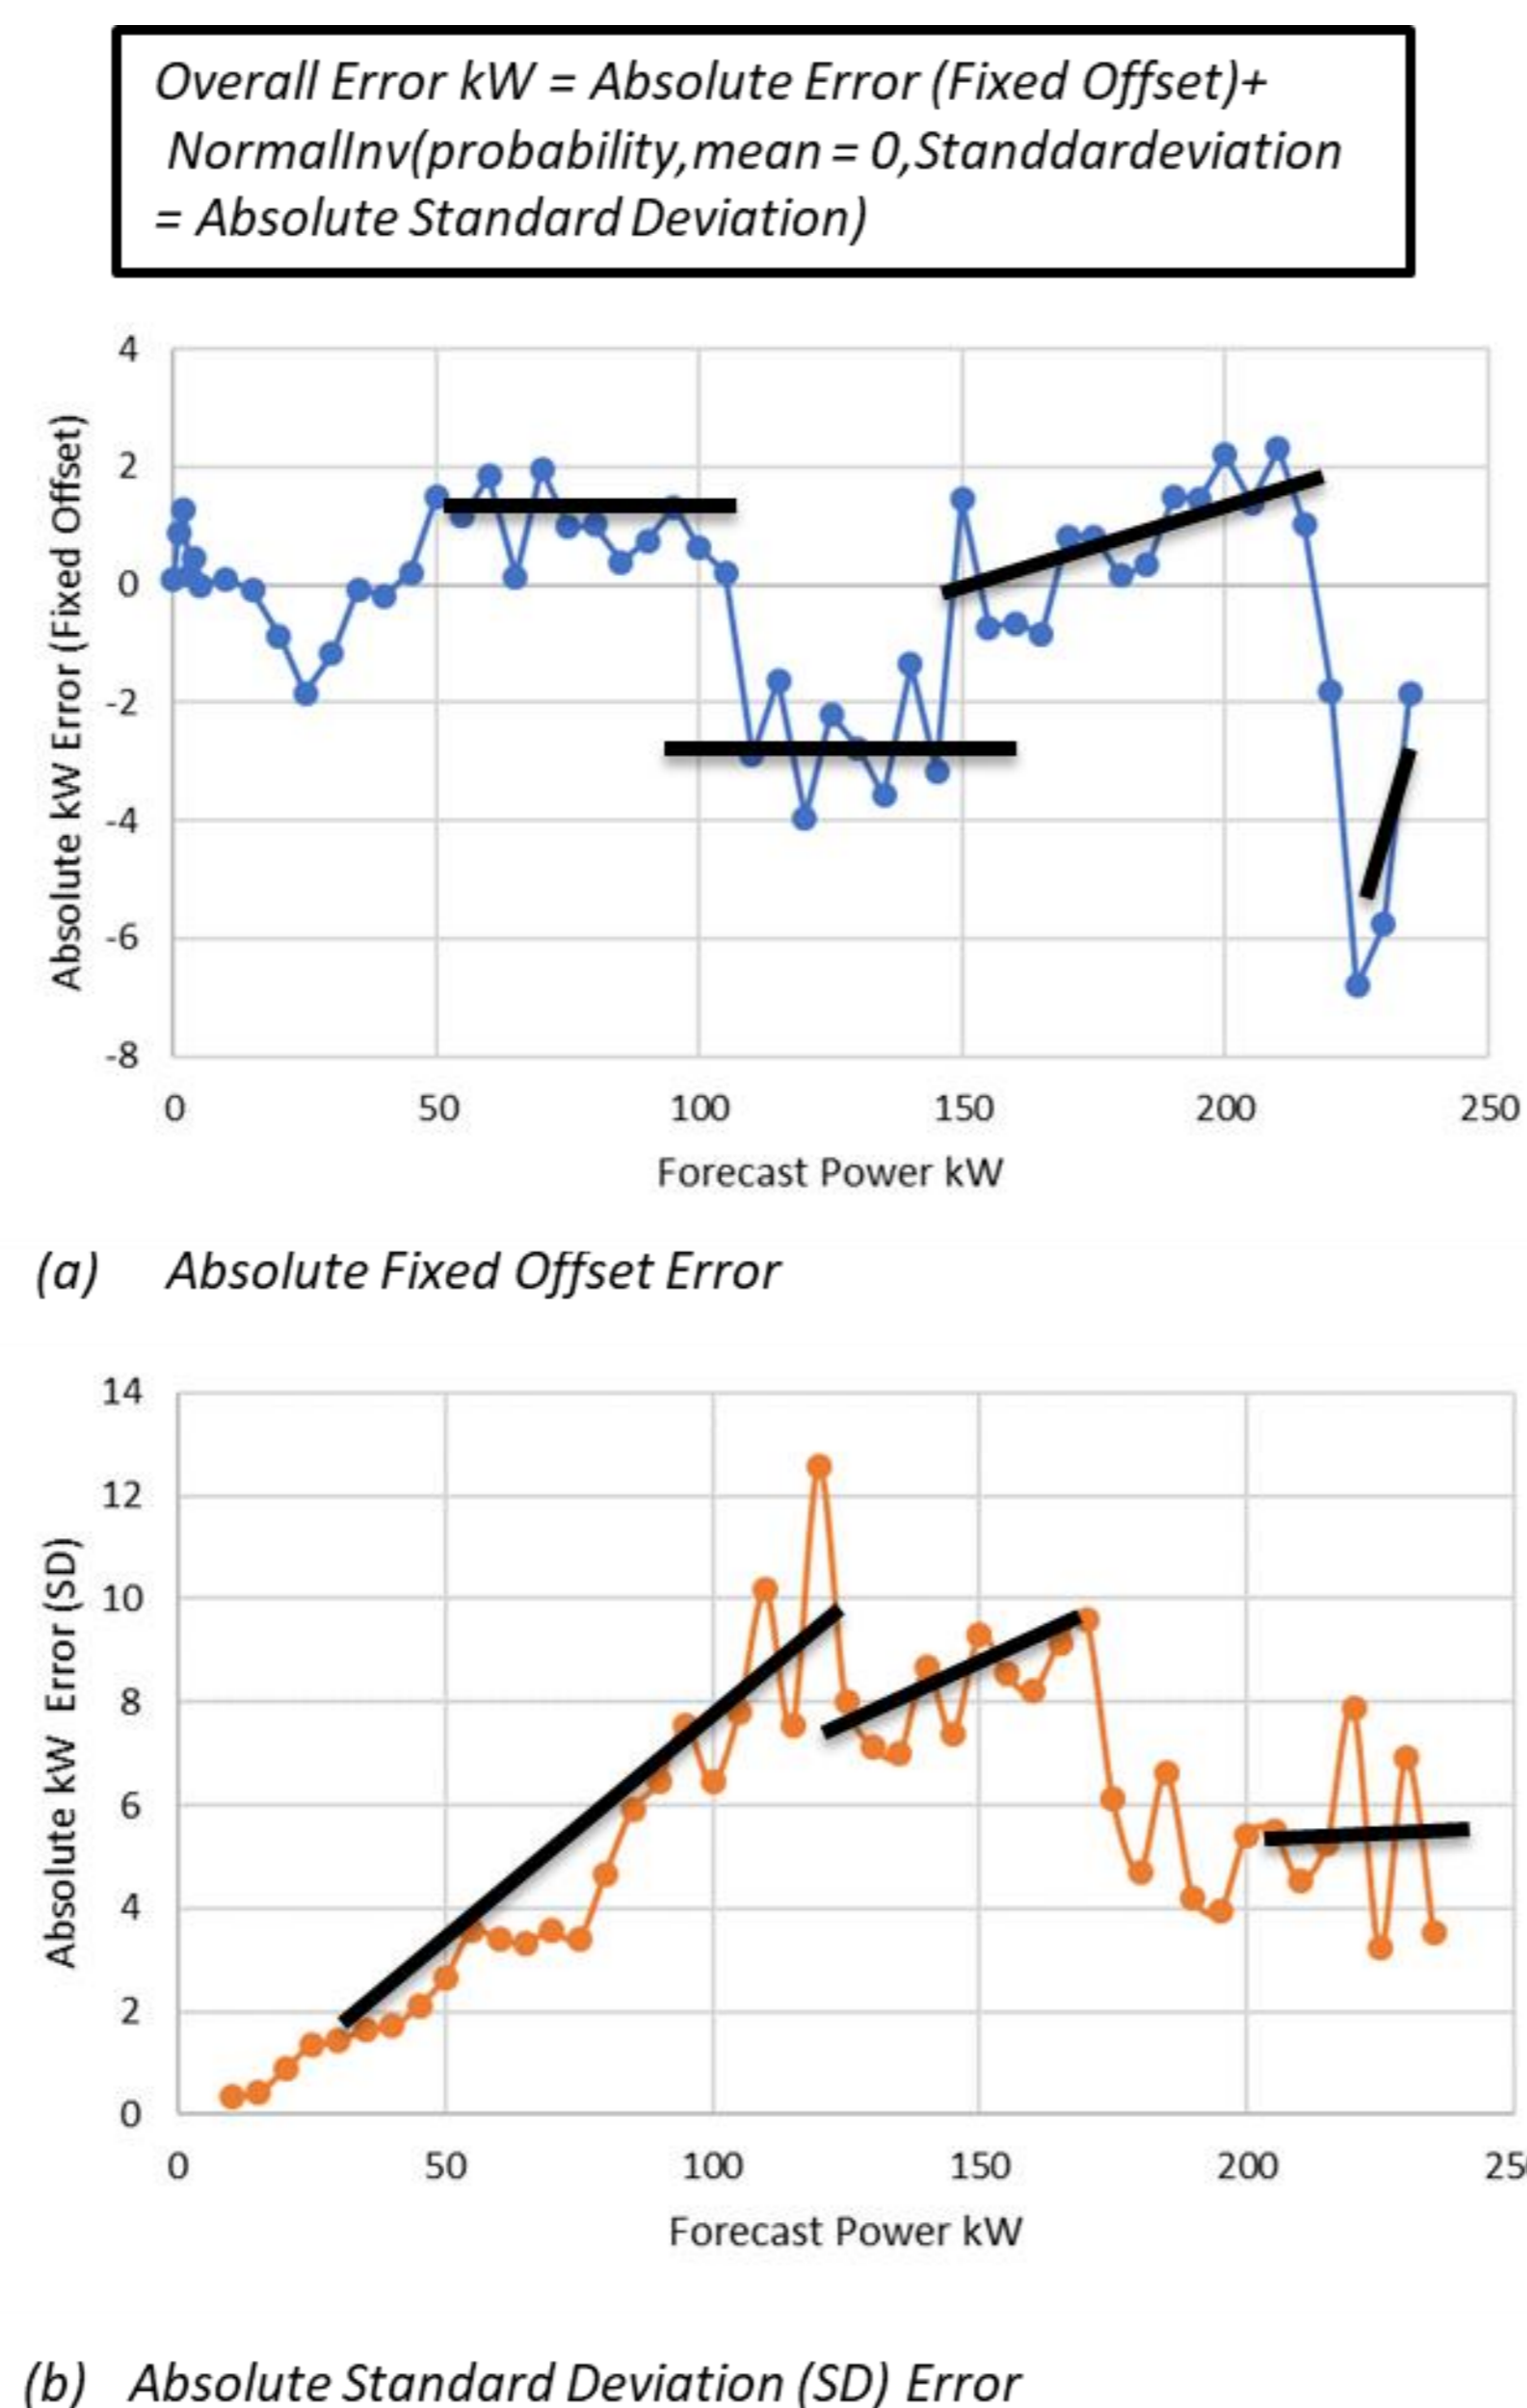 Overall Error kW = Absolute Error (Fixed Offset)+
NormalInv(probability,mean = 0,Standdardeviation
= Absolute Standard Deviation)
4
2
0
-2
-4
-6
-8
Absolute kW Error (Fixed Offset)
0 50 100 150 200 250
Forecast Power kW
(a) Absolute Fixed Offset Error
14
12
10
8
6
4
2
0
Absolute kW Error (SD)
0 50 100 150 200 25
Forecast Power kW
(b) Absolute Standard Deviation (SD) Error